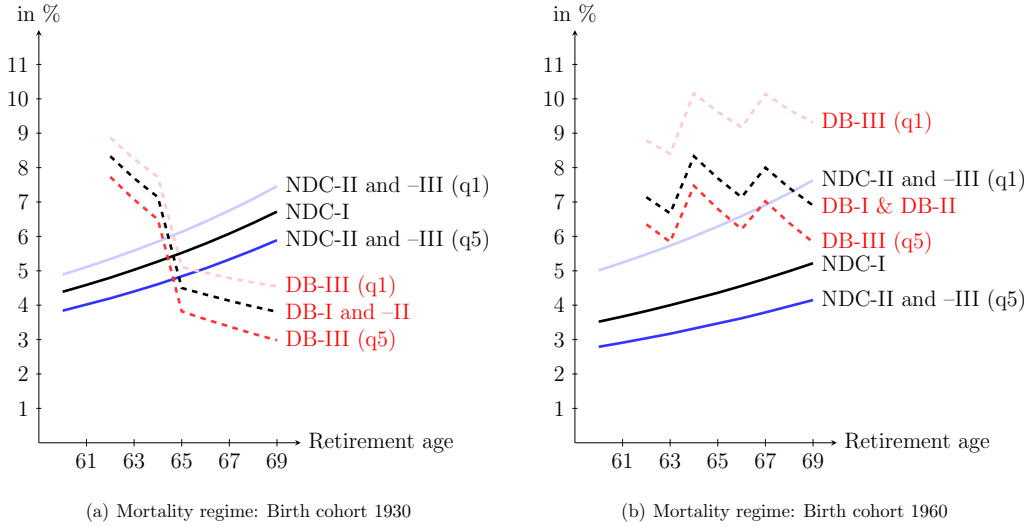 in %
11
10
9
8
7
6
5
4
3
2
1
NDC-II and –III (q1)
NDC-I
NDC-II and –III (q5)
DB-III (q1)
DB-I and –II
DB-III (q5)
Retirement age
61 63 65 67 69
(a) Mortality regime: Birth cohort 1930
in %
11
10
9
8
7
6
5
4
3
2
1
DB-III (q1)
NDC-II and –III (q1)
DB-I & DB-II
DB-III (q5)
NDC-I
NDC-II and –III (q5)
Retirement age
61 63 65 67 69
(b) Mortality regime: Birth cohort 1960